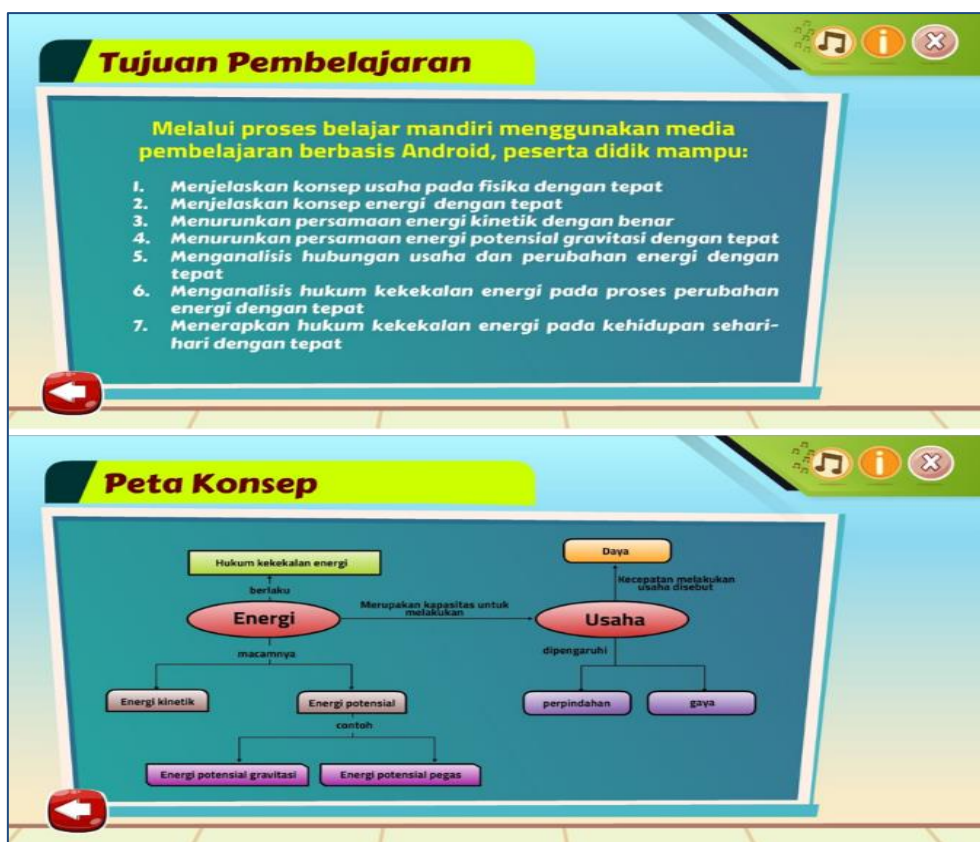 Tujuan Pembelajaran
Melalui proses belajar mandiri menggunakan media
pembelajaran berbasis Android, peserta didik mampu:
1. Menjelaskan konsep usaha pada fisika dengan tepat
2. Menjelaskan konsep energi dengan tepat
3. Menurunkan persamaan energi kinetik dengan benar
4. Menurunkan persamaan energi potensial gravitasi dengan tepat
5. Menganalisis hubungan usaha dan perubahan energi dengan
tepat
6. Menganalisis hukum kekekalan energi pada proses perubahan
energi dengan tepat
7. Menerapkan hukum kekekalan energi pada kehidupan sehari-
hari dengan tepat
Peta Konsep
Hukum kekekalan energi
berlaku
Energi
Merupakan kapasitas untuk
melakukan
Daya
Kecepatan melakukan
usaha disebut
Usaha
macamnya
dipengaruhi
Energi kinetik
Energi potensial
perpindahan
gaya
contoh
Energi potensial gravitasi
Energi potensial pegas